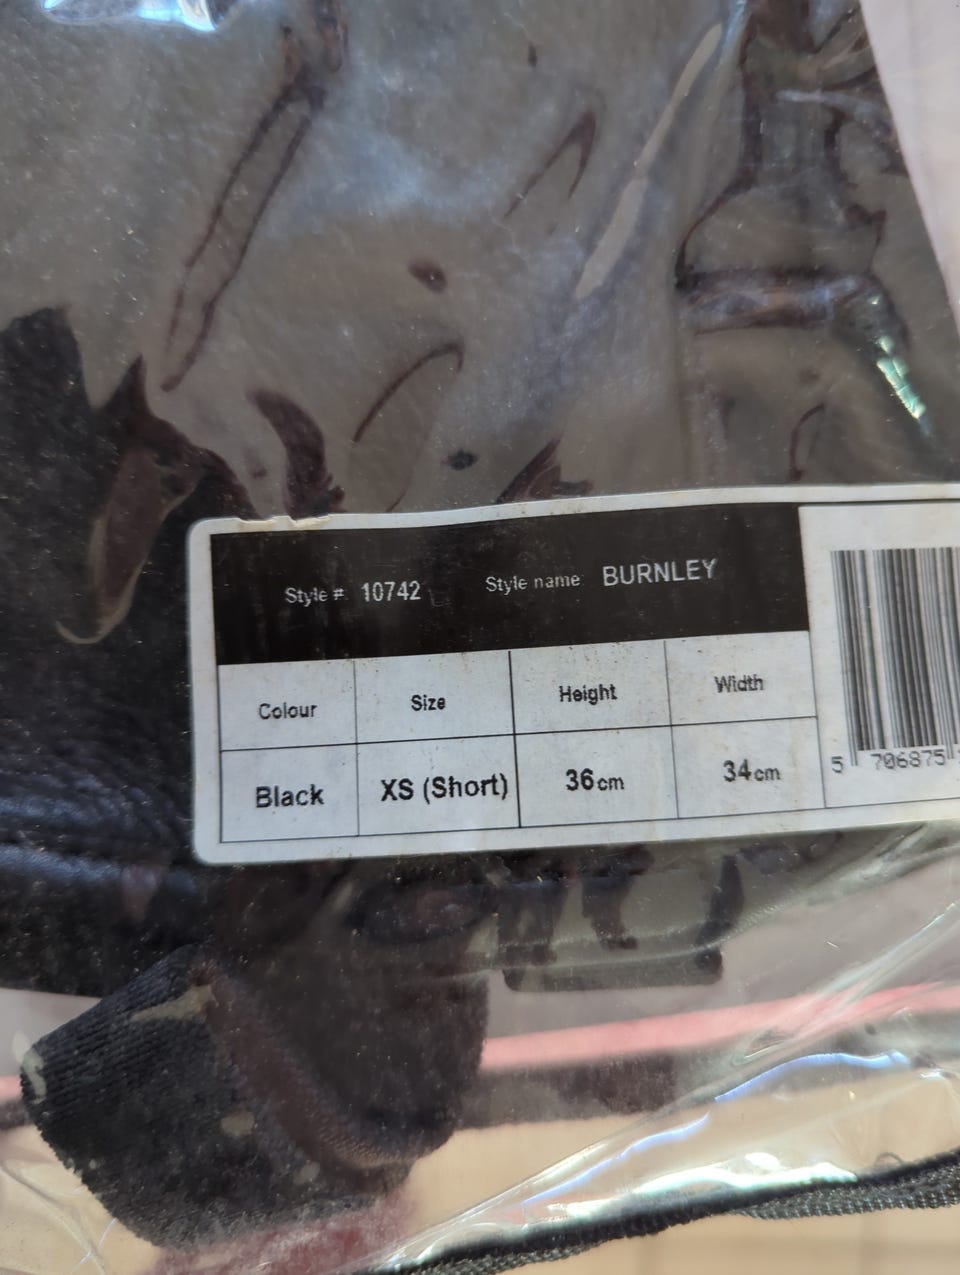 Style # 10742 Style name BURNLEY
Colour Size Height Width
Black XS (Short) 36cm 34cm
5 706875